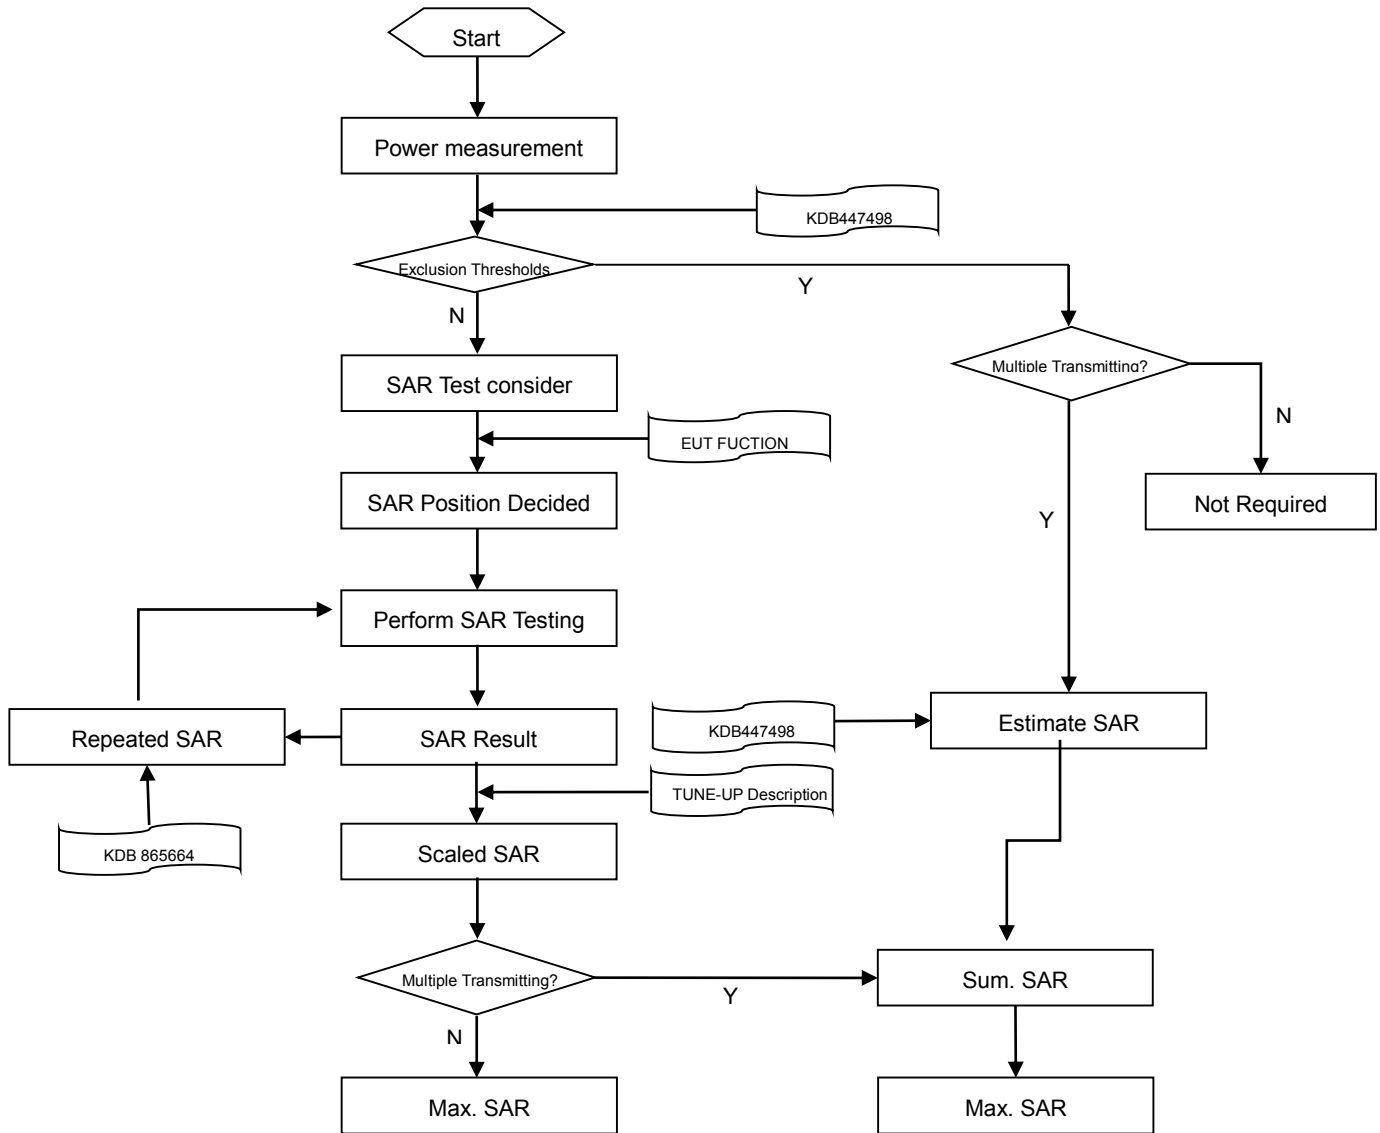 Start
Power measurement
KDB447498
Exclusion Thresholds
Y
N
Multiple Transmitting?
SAR Test consider
N
EUT FUCTION
SAR Position Decided
Not Required
Y
Perform SAR Testing
Repeated SAR
SAR Result
KDB447498
Estimate SAR
TUNE-UP Description
KDB 865664
Scaled SAR
Multiple Transmitting?
Y
Sum. SAR
N
Max. SAR
Max. SAR